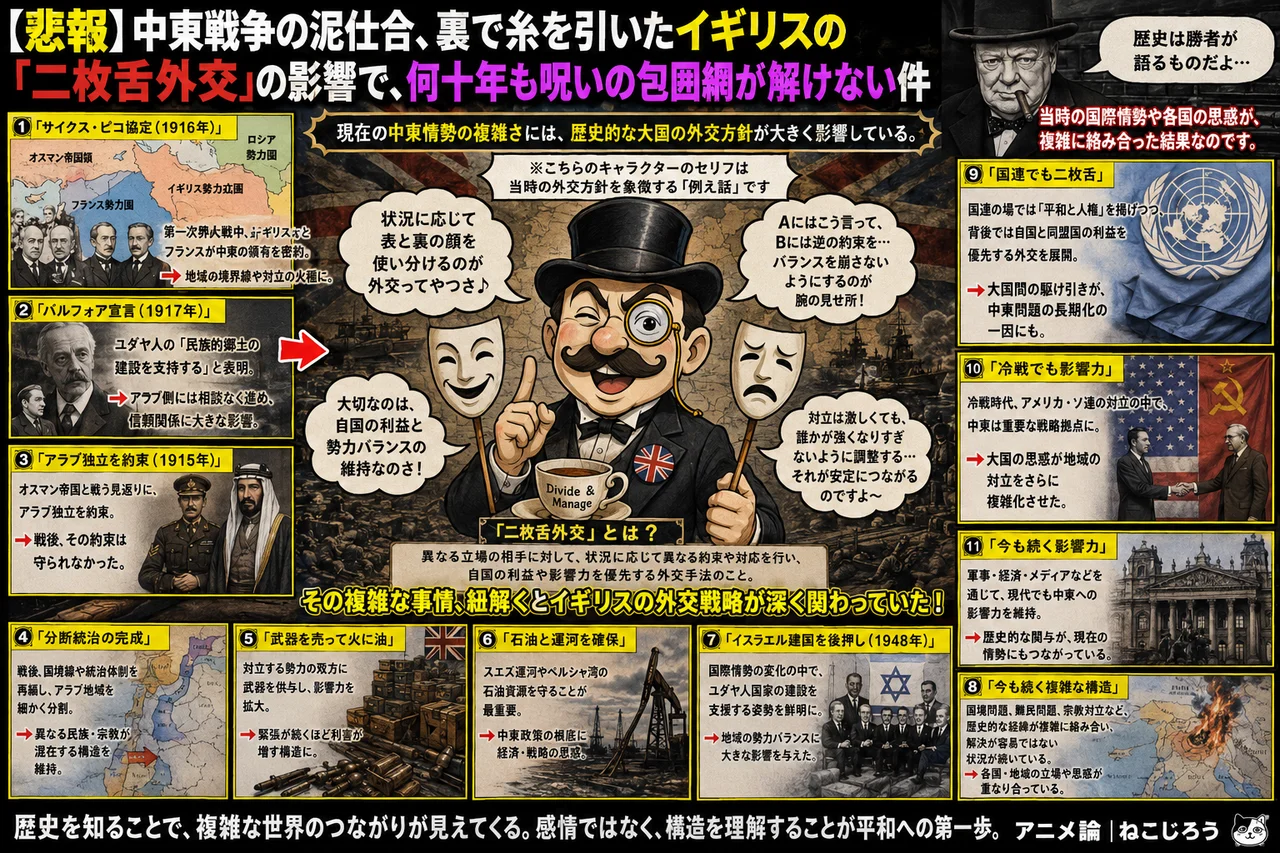 【悲報】中東戦争の泥仕合、裏で糸を引いたイギリスの
「二枚舌外交」の影響で、何十年も呪いの包囲網が解けない件
歴史は勝者が
語るものだよ…
当時の国際情勢や各国の思惑が、
複雑に絡み合った結果なのです。
現在の中東情勢の複雑さには、歴史的な大国の外交方針が大きく影響している。
※こちらのキャラクターのセリフは
当時の外交方針を象徴する「例え話」です
状況に応じて
表と裏の顔を
使い分けるのが
外交ってやつさ♪
Aにはこう言って、
Bには逆の約束を…
バランスを崩さない
ようにするのが
腕の見せ所！
大切なのは、
自国の利益と
勢力バランスの
維持なのさ！
対立は激しくても、
誰かが強くなりすぎ
ないように調整する…
それが安定につながる
のですよ～
Divide &
Manage
「二枚舌外交」とは？
異なる立場の相手に対して、状況に応じて異なる約束や対応を行い、
自国の利益や影響力を優先する外交手法のこと。
その複雑な事情、紐解くとイギリスの外交戦略が深く関わっていた！
1「サイクス・ピコ協定（1916年）」
ロシア
勢力圏
オスマン帝国領
イギリス勢力圏
フランス勢力圏
第一次界大戦中、イギリスと
フランスが中東の領有を密約。
→地域の境界線や対立の火種に。
2「バルフォア宣言（1917年）」
ユダヤ人の「民族的郷土の
建設を支持する」と表明。
→アラブ側には相談なく進め、
信頼関係に大きな影響。
3「アラブ独立を約束（1915年）」
オスマン帝国と戦う見返りに、
アラブ独立を約束。
→戦後、その約束は
守られなかった。
4「分断統治の完成」
戦後、国境線や統治体制を
再編し、アラブ地域を
細かく分割。
→異なる民族・宗教が
混在する構造を
維持。
5「武器を売って火に油」
対立する勢力の双方に
武器を供与し、影響力を
拡大。
→緊張が続くほど利害が
増す構造に。
6「石油と運河を確保」
スエズ運河やペルシャ湾の
石油資源を守ることが
最重要。
→中東政策の根底に
経済・戦略の思惑。
7「イスラエル建国を後押し（1948年）」
国際情勢の変化の中で、
ユダヤ人国家の建設を
支援する姿勢を鮮明に。
→地域の勢力バランスに
大きな影響を与えた。
9「国連でも二枚舌」
国連の場では「平和と人権」を掲げつつ、
背後では自国と同盟国の利益を
優先する外交を展開。
→大国間の駆け引きが、
中東問題の長期化の
一因にも。
10「冷戦でも影響力」
冷戦時代、アメリカ・ソ連の対立の中で、
中東は重要な戦略拠点に。
→大国の思惑が地域の
対立をさらに
複雑化させた。
11「今も続く影響力」
軍事・経済・メディアなどを
通じて、現代でも中東への
影響力を維持。
→歴史的な関与が、現在の
情勢にもつながっている。
8「今も続く複雑な構造」
国境問題、難民問題、宗教対立など、
歴史的な経緯が複雑に絡み合い、
解決が容易ではない
状況が続いている。
→各国・地域の立場や思惑が
重なり合っている。
歴史を知ることで、複雑な世界のつながりが見えてくる。感情ではなく、構造を理解することが平和への第一歩。 アニメ論｜ねこじろう